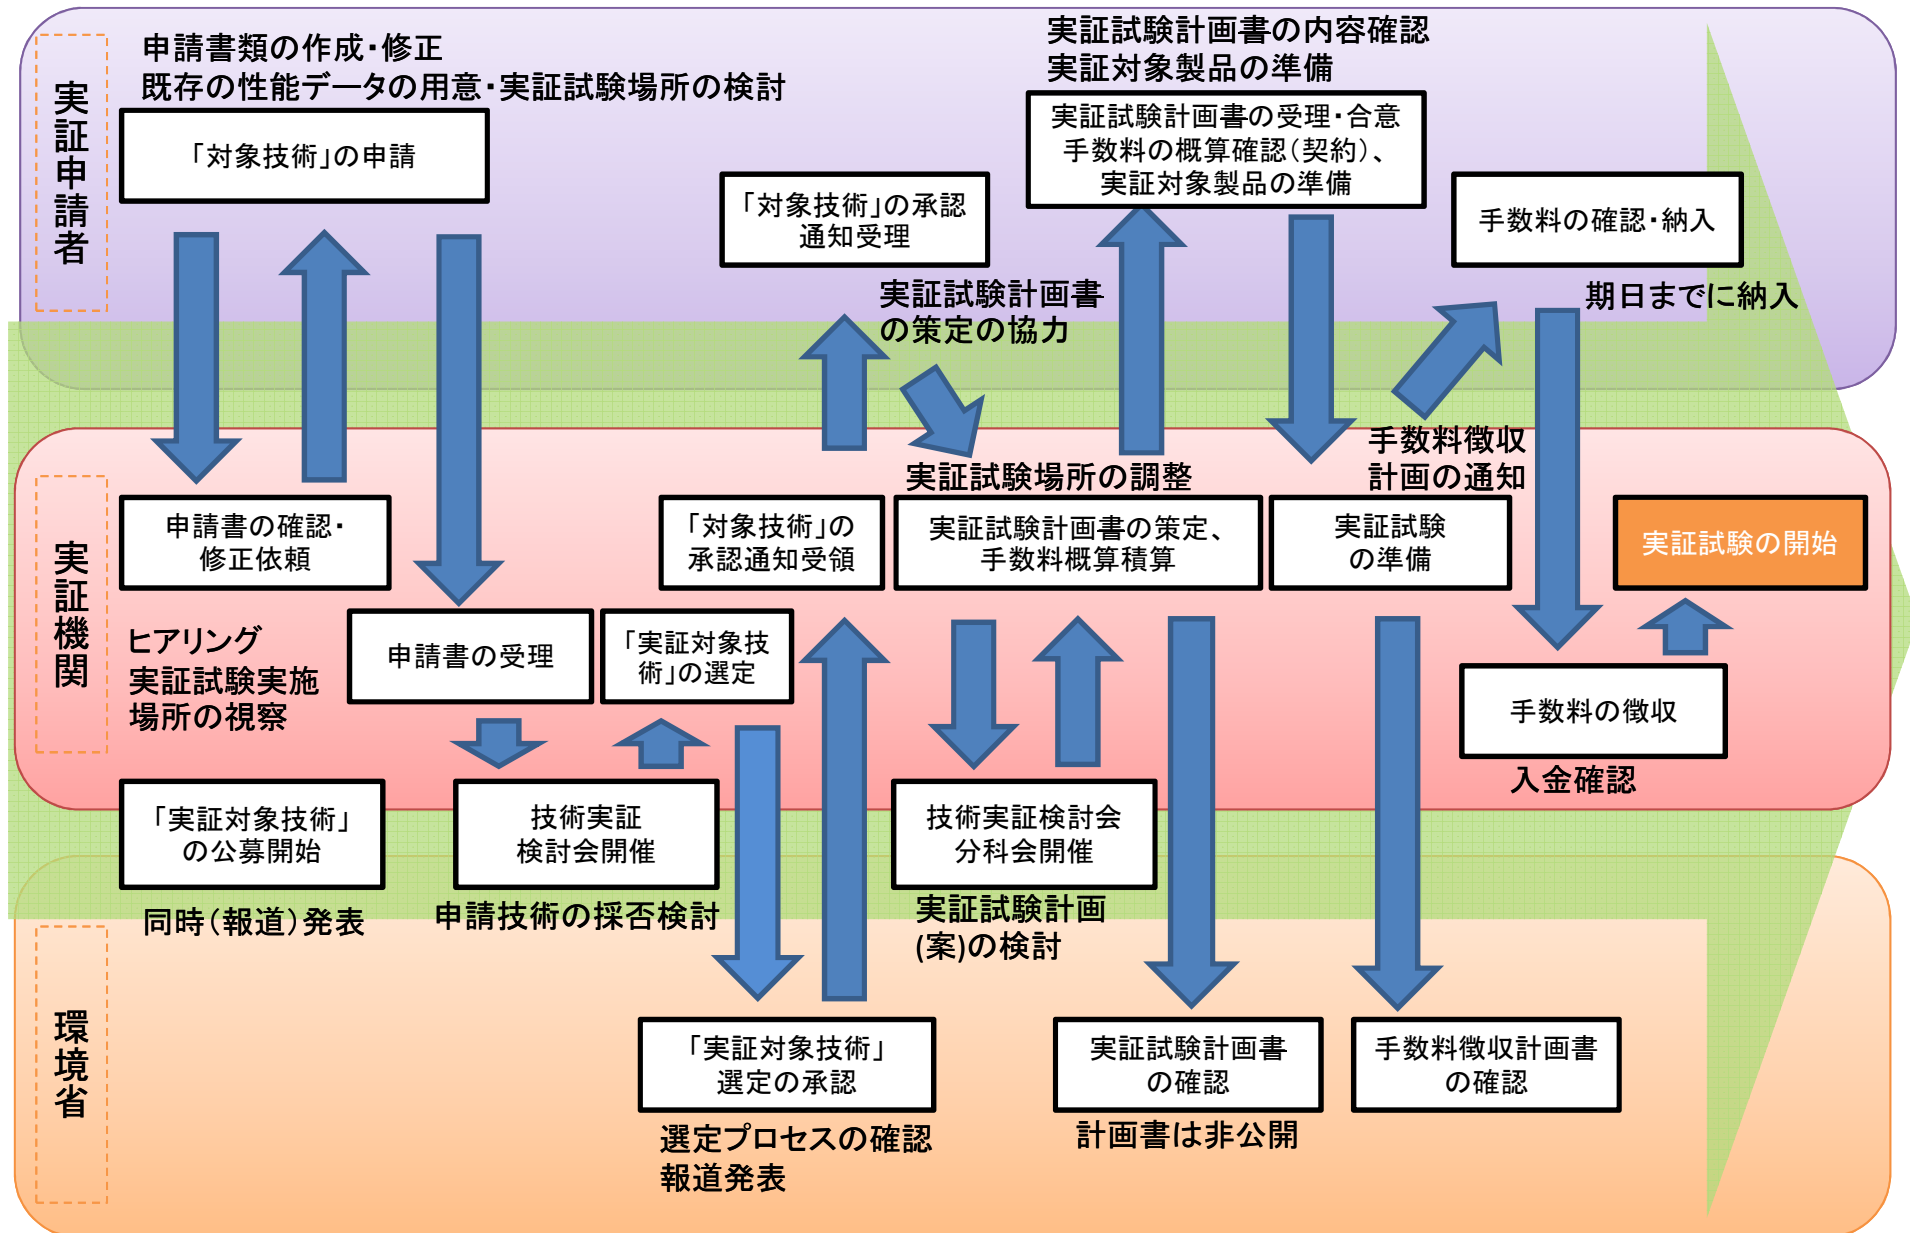 実証申請者
申請書類の作成・修正
既存の性能データの用意・実証試験場所の検討
「対象技術」の申請
「対象技術」の承認
通知受理
実証試験計画書の内容確認
実証対象製品の準備
実証試験計画書の受理・合意
手数料の概算確認（契約）、
実証対象製品の準備
手数料の確認・納入
期日までに納入
実証試験計画書
の策定の協力
実証機関
申請書の確認・
修正依頼
ヒアリング
実証試験実施
場所の視察
申請書の受理
「実証対象技
術」の選定
「対象技術」の
承認通知受領
実証試験場所の調整
実証試験計画書の策定、
手数料概算積算
実証試験
の準備
手数料徴収
計画の通知
実証試験の開始
手数料の徴収
入金確認
「実証対象技術」
の公募開始
同時（報道）発表
技術実証
検討会開催
申請技術の採否検討
技術実証検討会
分科会開催
実証試験計画
(案)の検討
環境省
「実証対象技術」
選定の承認
選定プロセスの確認
報道発表
実証試験計画書
の確認
計画書は非公開
手数料徴収計画書
の確認